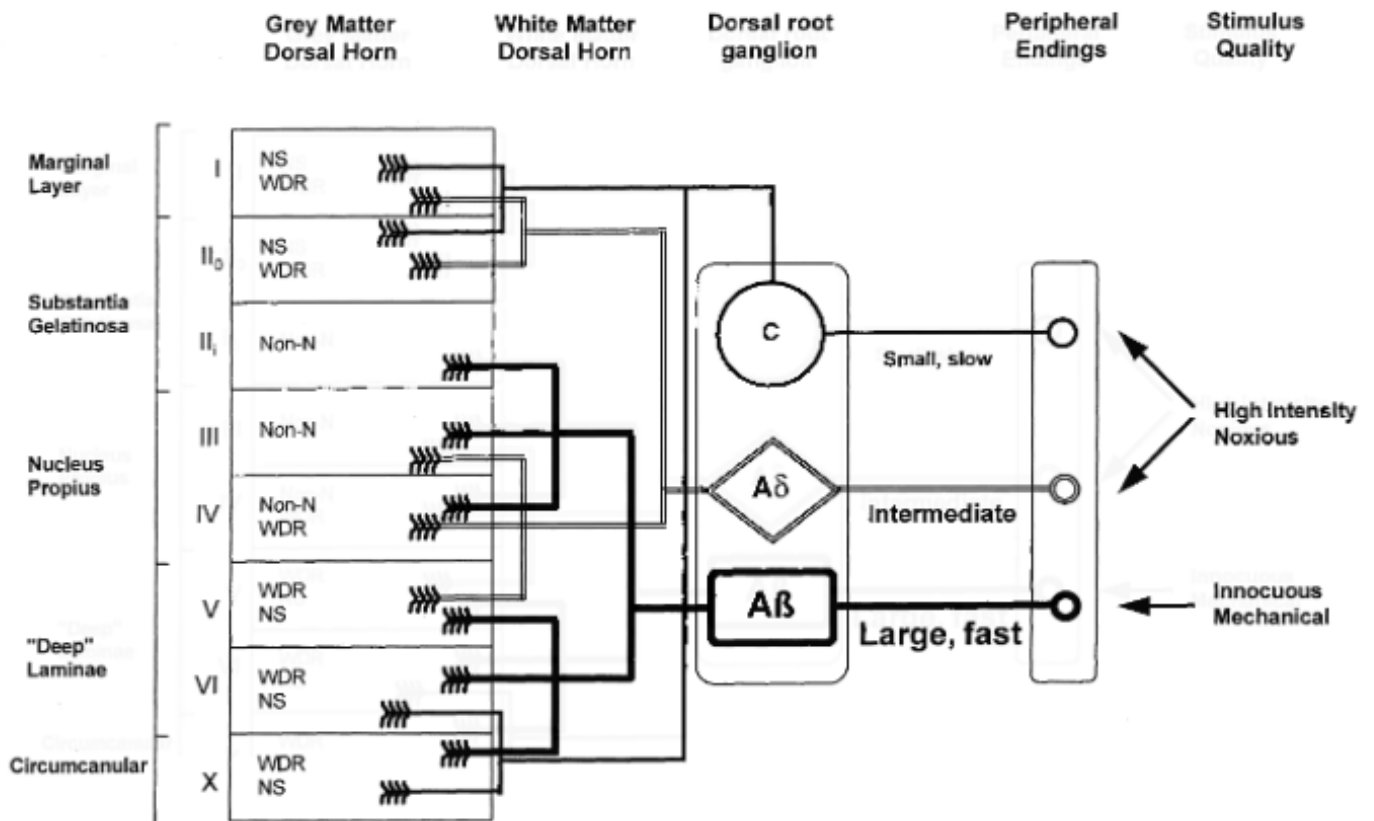 Grey Matter
Dorsal Horn
White Matter
Dorsal Horn
Dorsal root
ganglion
Peripheral
Endings
Stimulus
Quality
Marginal
Layer
I
NS
WDR
Substantia
Gelatinosa
IIo
NS
WDR
IIi
Non-N
Nucleus
Propius
III
Non-N
IV
Non-N
WDR
"Deep"
Laminae
V
WDR
NS
VI
WDR
NS
Circumcanular
X
WDR
NS
C
Small, slow
Aδ
Intermediate
Aß
Large, fast
High Intensity
Noxious
Innocuous
Mechanical